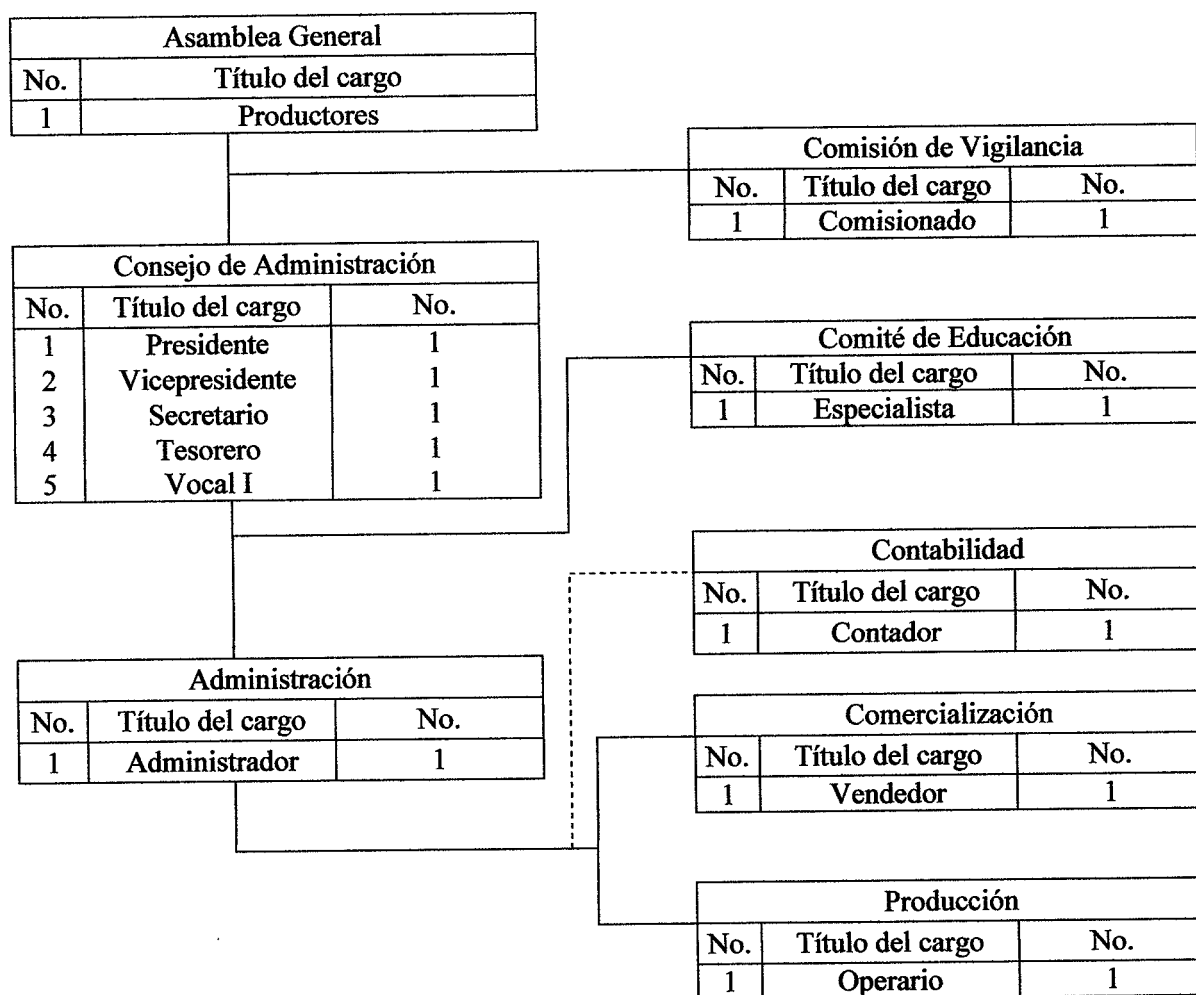 Asamblea General
No. Título del cargo
1 Productores
Comisión de Vigilancia
No. Título del cargo No.
1 Comisionado 1
Consejo de Administración
No. Título del cargo No.
1 Presidente 1
2 Vicepresidente 1
3 Secretario 1
4 Tesorero 1
5 Vocal I 1
Comité de Educación
No. Título del cargo No.
1 Especialista 1
Contabilidad
No. Título del cargo No.
1 Contador 1
Administración
No. Título del cargo No.
1 Administrador 1
Comercialización
No. Título del cargo No.
1 Vendedor 1
Producción
No. Título del cargo No.
1 Operario 1